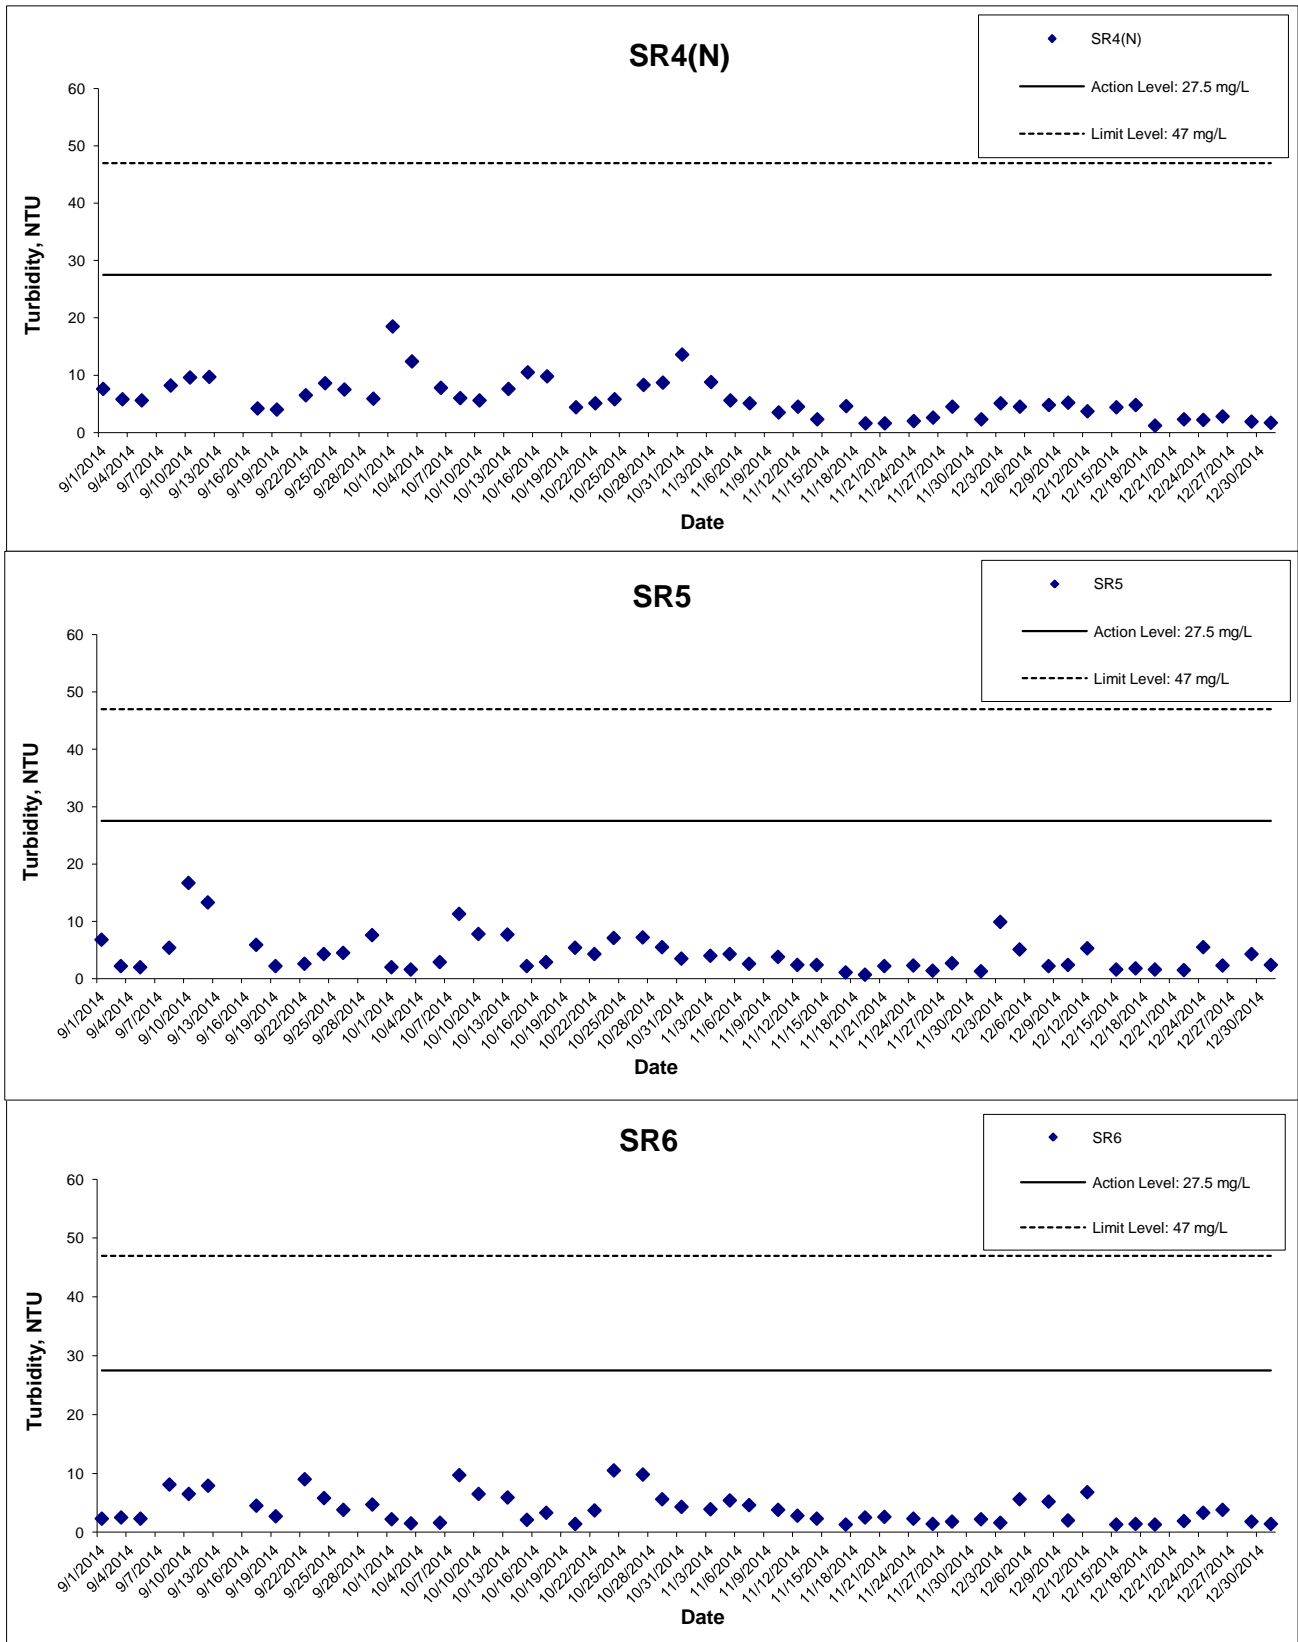 SR4(N)
SR4(N)
Action Level: 27.5 mg/L
Limit Level: 47 mg/L
60
50
40
30
20
10
0
Turbidity, NTU
9/1/2014 9/4/2014 9/7/2014 9/10/2014 9/13/2014 9/16/2014 9/19/2014 9/22/2014 9/25/2014 9/28/2014 10/1/2014 10/4/2014 10/7/2014 10/10/2014 10/13/2014 10/16/2014 10/19/2014 10/22/2014 10/25/2014 10/28/2014 10/31/2014 11/3/2014 11/6/2014 11/9/2014 11/12/2014 11/15/2014 11/18/2014 11/21/2014 11/24/2014 11/27/2014 11/30/2014 12/3/2014 12/6/2014 12/9/2014 12/12/2014 12/15/2014 12/18/2014 12/21/2014 12/24/2014 12/27/2014 12/30/2014
Date
SR5
SR5
Action Level: 27.5 mg/L
Limit Level: 47 mg/L
60
50
40
30
20
10
0
Turbidity, NTU
9/1/2014 9/4/2014 9/7/2014 9/10/2014 9/13/2014 9/16/2014 9/19/2014 9/22/2014 9/25/2014 9/28/2014 10/1/2014 10/4/2014 10/7/2014 10/10/2014 10/13/2014 10/16/2014 10/19/2014 10/22/2014 10/25/2014 10/28/2014 10/31/2014 11/3/2014 11/6/2014 11/9/2014 11/12/2014 11/15/2014 11/18/2014 11/21/2014 11/24/2014 11/27/2014 11/30/2014 12/3/2014 12/6/2014 12/9/2014 12/12/2014 12/15/2014 12/18/2014 12/21/2014 12/24/2014 12/27/2014 12/30/2014
Date
SR6
SR6
Action Level: 27.5 mg/L
Limit Level: 47 mg/L
60
50
40
30
20
10
0
Turbidity, NTU
9/1/2014 9/4/2014 9/7/2014 9/10/2014 9/13/2014 9/16/2014 9/19/2014 9/22/2014 9/25/2014 9/28/2014 10/1/2014 10/4/2014 10/7/2014 10/10/2014 10/13/2014 10/16/2014 10/19/2014 10/22/2014 10/25/2014 10/28/2014 10/31/2014 11/3/2014 11/6/2014 11/9/2014 11/12/2014 11/15/2014 11/18/2014 11/21/2014 11/24/2014 11/27/2014 11/30/2014 12/3/2014 12/6/2014 12/9/2014 12/12/2014 12/15/2014 12/18/2014 12/21/2014 12/24/2014 12/27/2014 12/30/2014
Date